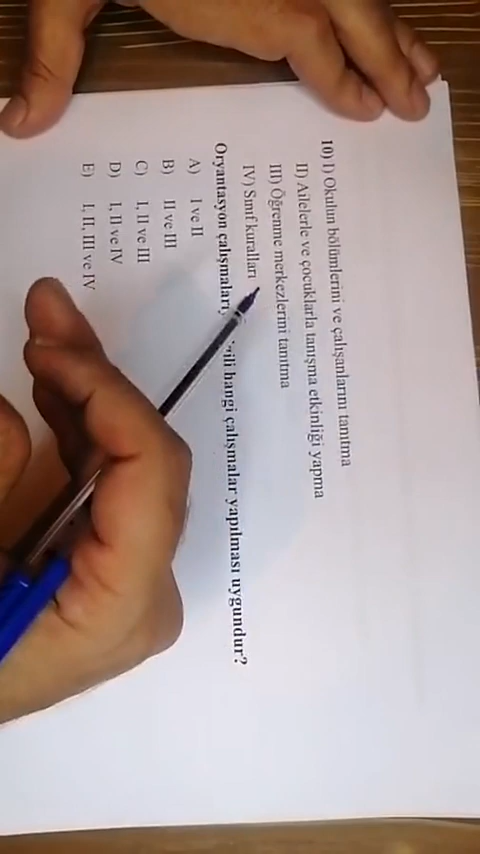 10) I) Okulun bölümlerini ve çalışanlarını tanıtma
II) Ailelerle ve çocuklarla tanışma etkinliği yapma
III) Öğrenme merkezlerini tanıtma
IV) Sınıf kuralları
Oryantasyon çalışmalarıy hangi çalışmalar yapılması uygundur?
A) I ve II
B) II ve III
C) I, II ve III
D) I, II ve IV
E) I, II, III ve IV